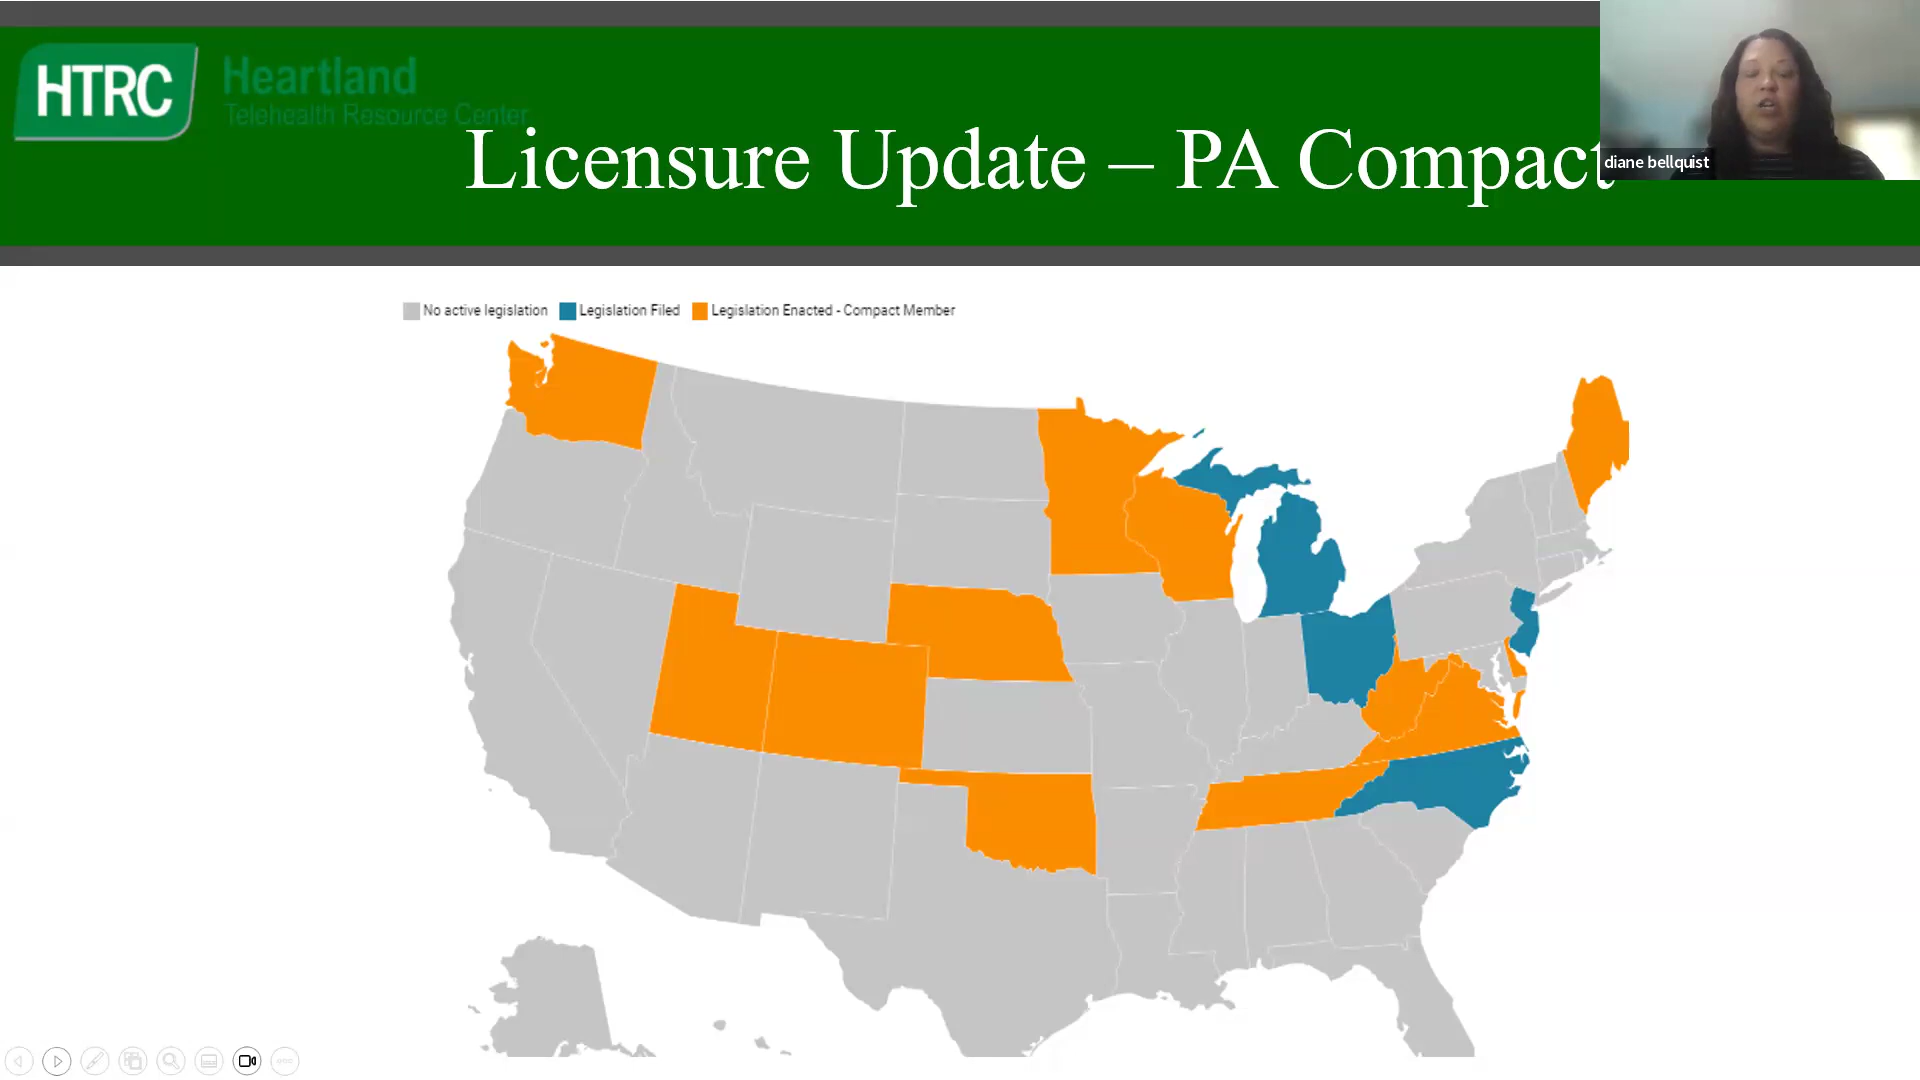 HTRC
Heartland
Telehealth Resource Center
Licensure Update – PA Compact
diane bellquist
No active legislation
Legislation Filed
Legislation Enacted - Compact Member